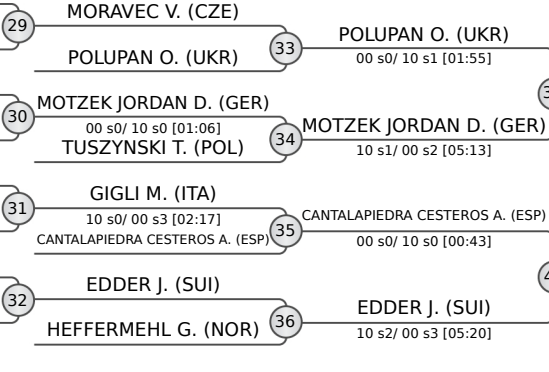 29
MORAVEC V. (CZE)
POLUPAN O. (UKR)
33
POLUPAN O. (UKR)
00 s0/ 10 s1 [01:55]
30
MOTZEK JORDAN D. (GER)
00 s0/ 10 s0 [01:06]
TUSZYNSKI T. (POL)
34
MOTZEK JORDAN D. (GER)
10 s1/ 00 s2 [05:13]
31
GIGLI M. (ITA)
10 s0/ 00 s3 [02:17]
CANTALAPIEDRA CESTEROS A. (ESP)
35
CANTALAPIEDRA CESTEROS A. (ESP)
00 s0/ 10 s0 [00:43]
32
EDDER J. (SUI)
HEFFERMEHL G. (NOR)
36
EDDER J. (SUI)
10 s2/ 00 s3 [05:20]